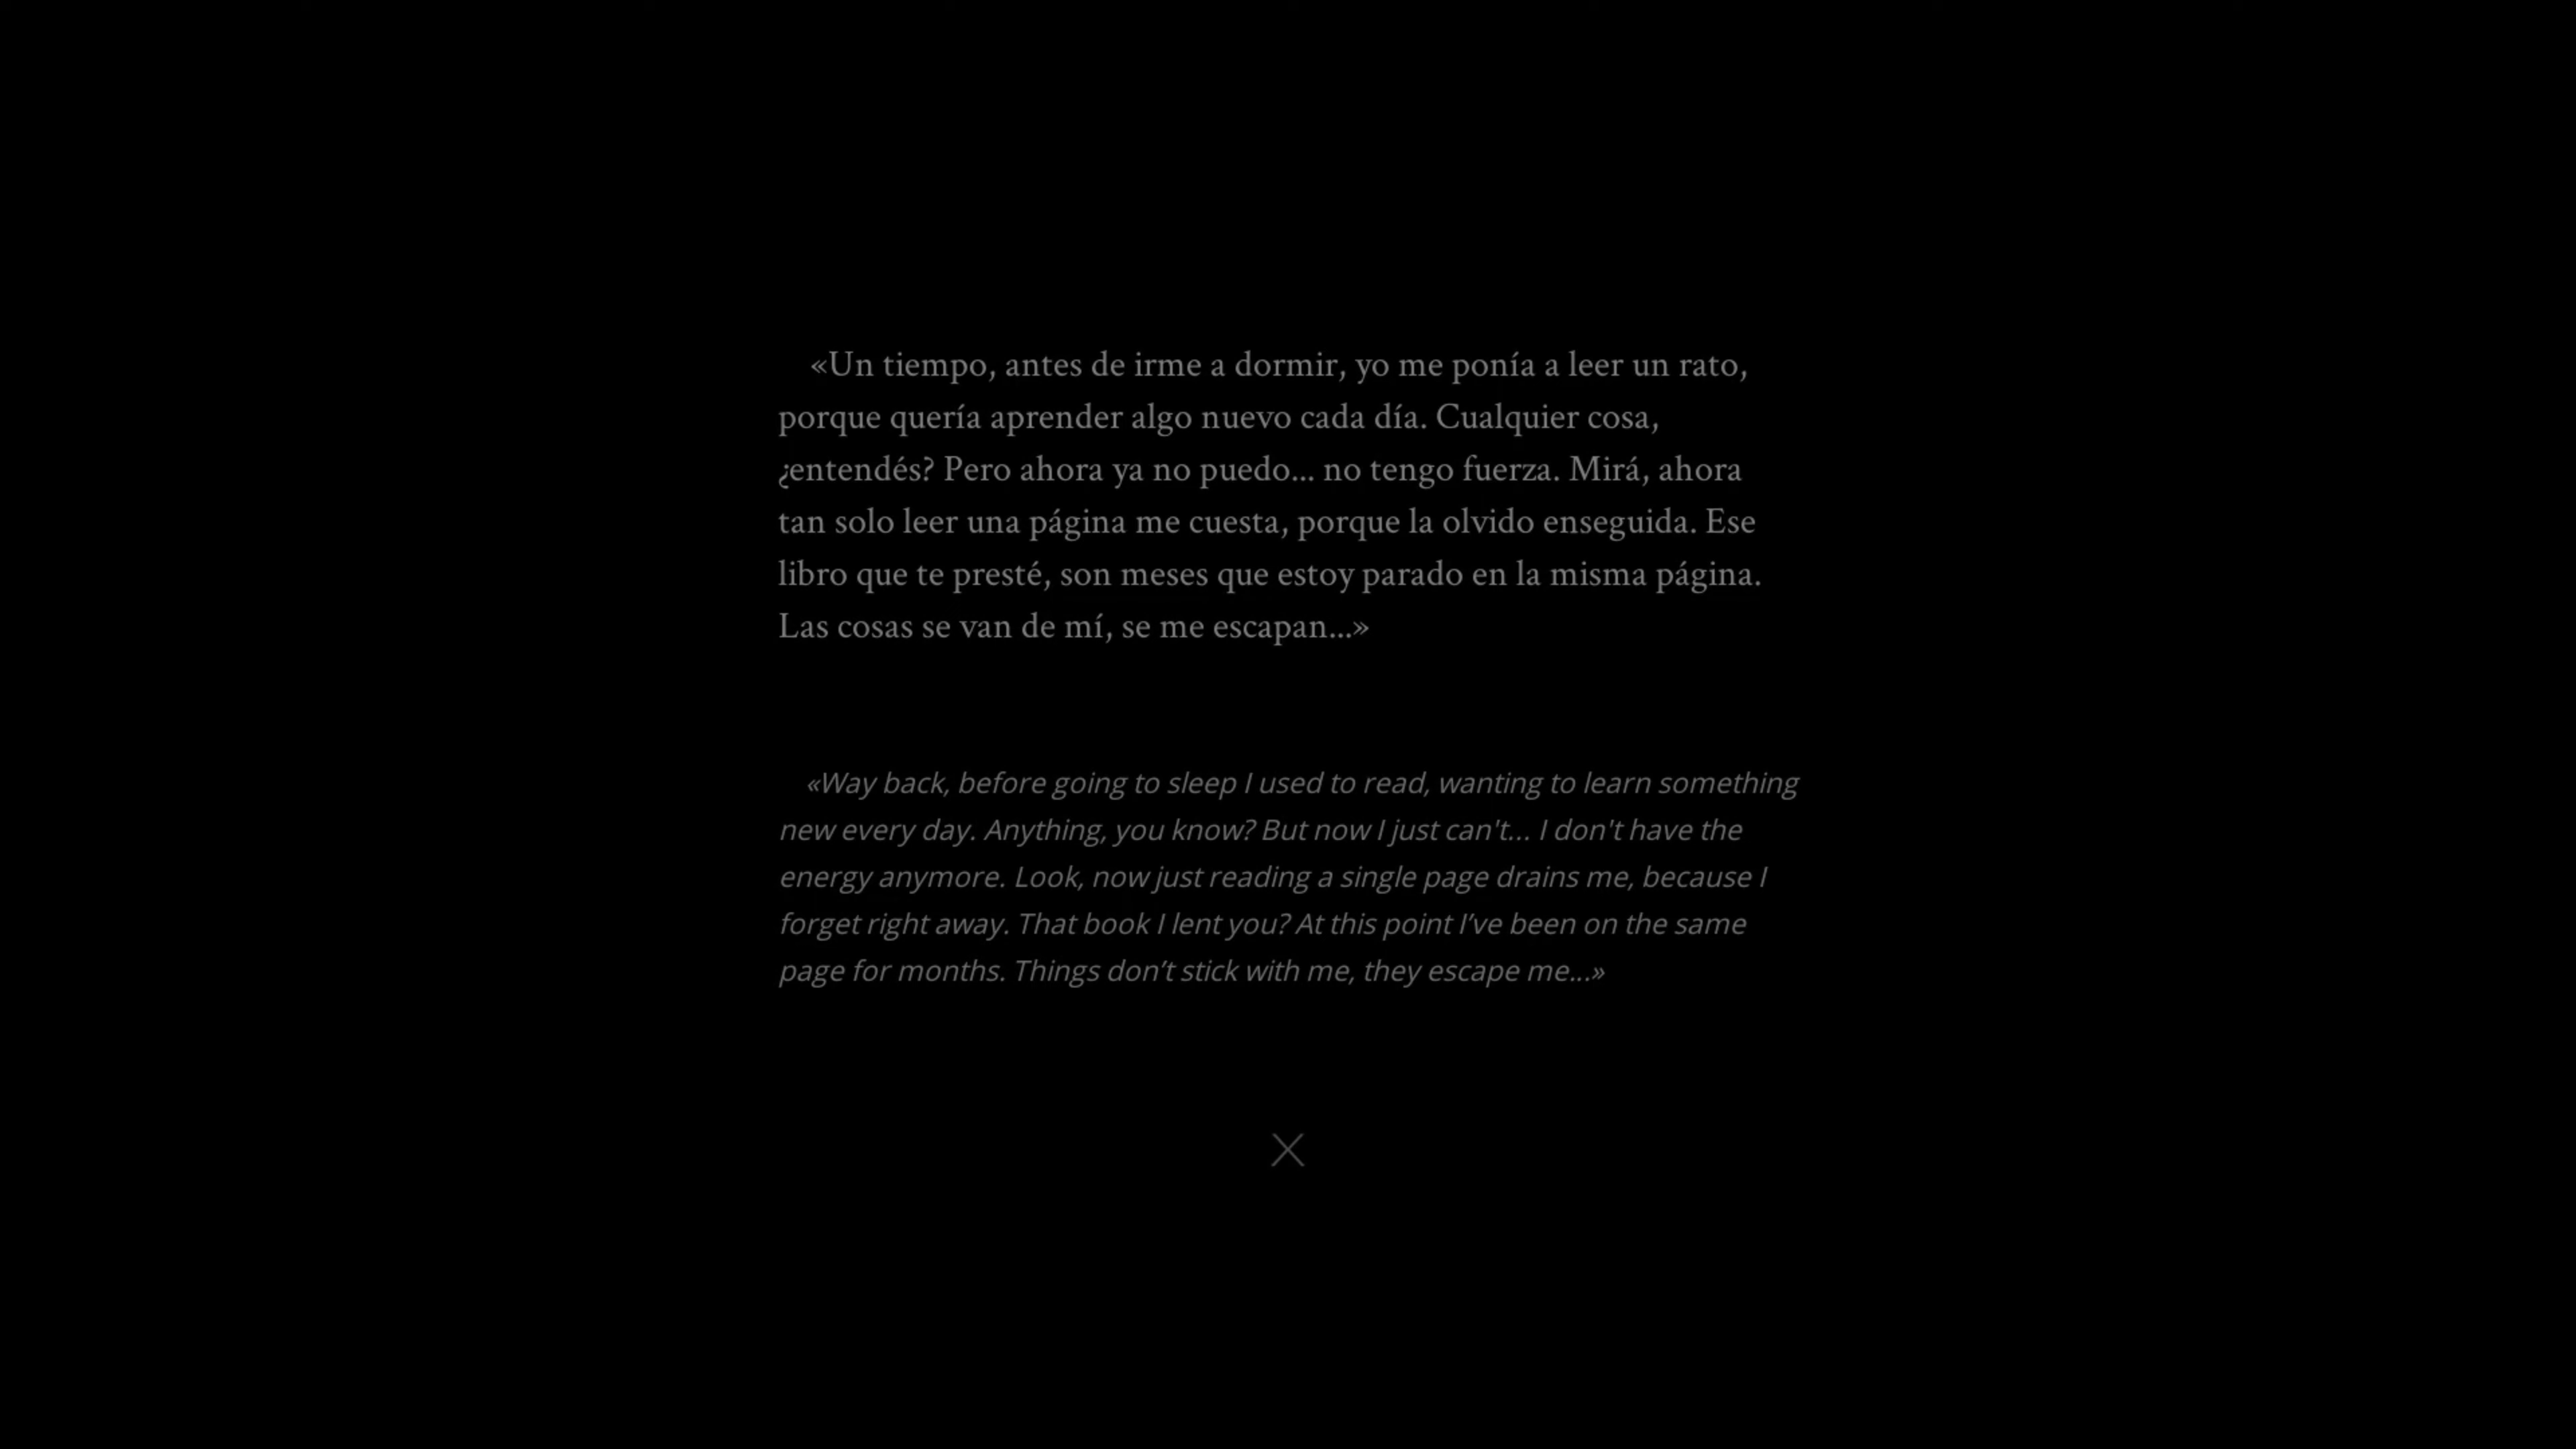 «Un tiempo, antes de irme a dormir, yo me ponía a leer un rato,
porque quería aprender algo nuevo cada día. Cualquier cosa,
¿entendés? Pero ahora ya no puedo... no tengo fuerza. Mirá, ahora
tan solo leer una página me cuesta, porque la olvido enseguida. Ese
libro que te presté, son meses que estoy parado en la misma página.
Las cosas se van de mí, se me escapan...»
«Way back, before going to sleep I used to read, wanting to learn something
new every day. Anything, you know? But now I just can't... I don't have the
energy anymore. Look, now just reading a single page drains me, because I
forget right away. That book I lent you? At this point I’ve been on the same
page for months. Things don’t stick with me, they escape me...»